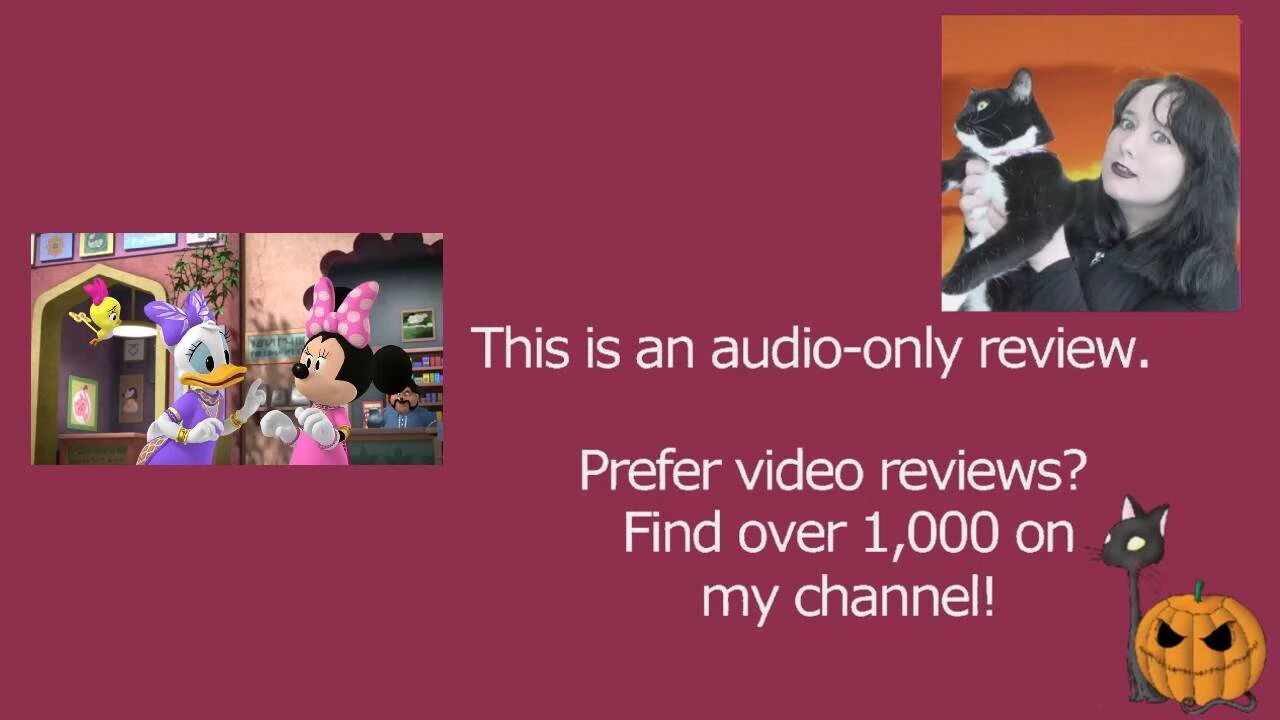 This is an audio-only review.
Prefer video reviews?
Find over 1,000 on
my channel!